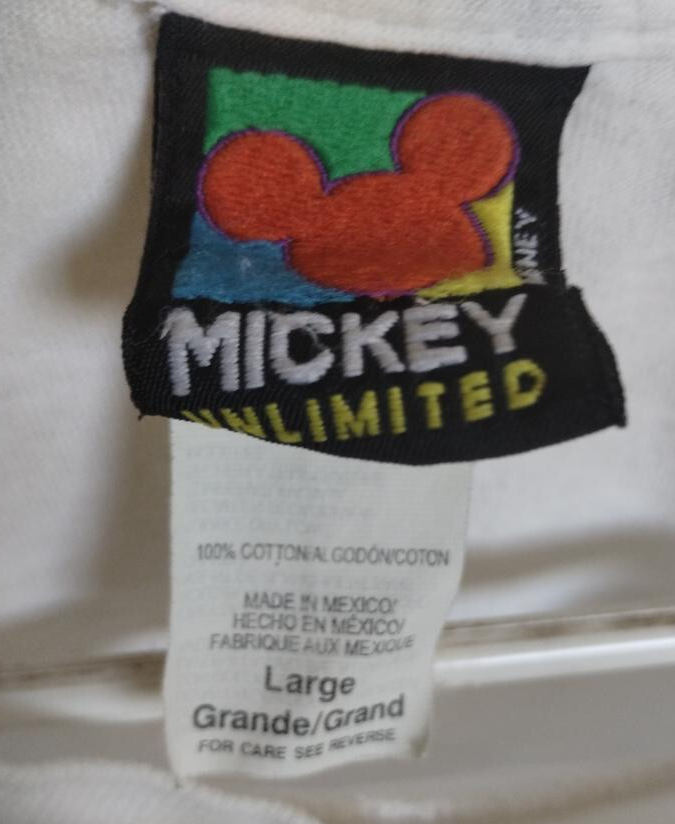 MICKEY
UNLIMITED
100% COTTON/ALGODÓN/COTON
MADE IN MEXICO/
HECHO EN MÉXICO/
FABRIQUE AUX MEXIQUE
Large
Grande/Grand
FOR CARE SEE REVERSE